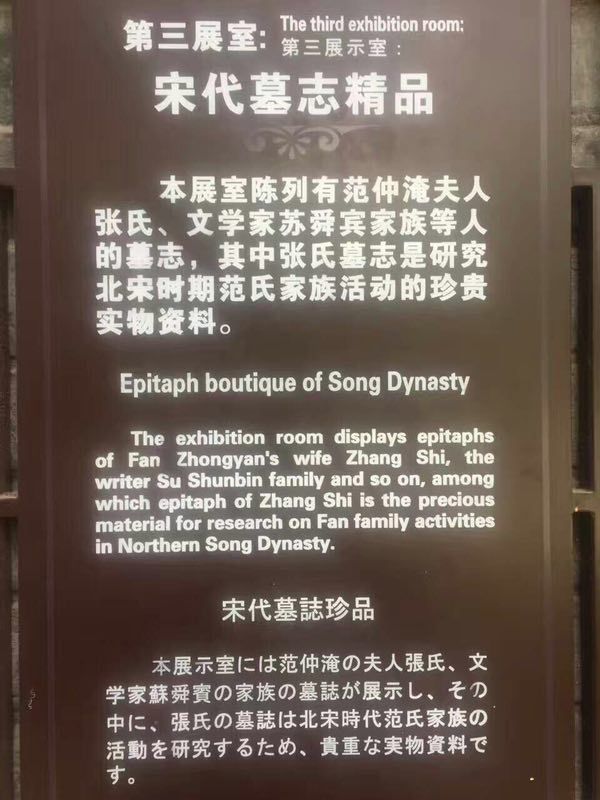 第三展室:
The third exhibition room:
第三展示室：
宋代墓志精品
本展室陈列有范仲淹夫人
张氏、文学家苏舜宾家族等人
的墓志，其中张氏墓志是研究
北宋时期范氏家族活动的珍贵
实物资料。
Epitaph boutique of Song Dynasty
The exhibition room displays epitaphs
of Fan Zhongyan's wife Zhang Shi, the
writer Su Shunbin family and so on, among
which epitaph of Zhang Shi is the precious
material for research on Fan family activities
in Northern Song Dynasty.
宋代墓誌珍品
本展示室には范仲淹の夫人張氏、文
学家蘇舜賓の家族の墓誌が展示し、その
中に、張氏の墓誌は北宋時代范氏家族の
活動を研究するため、貴重な実物資料で
す。